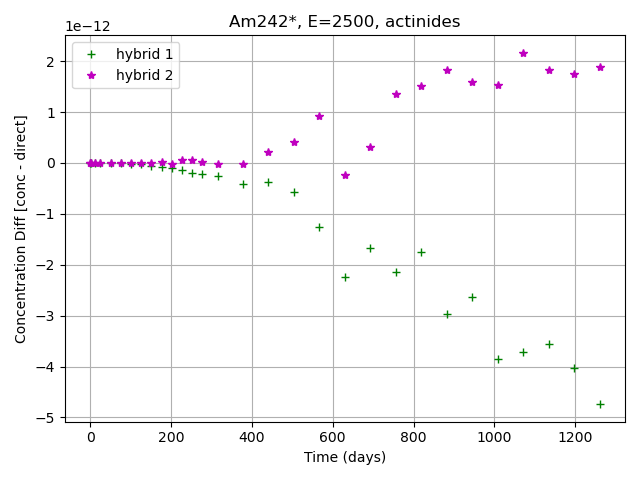 Am242*, E=2500, actinides
1e−12
hybrid 1
hybrid 2
2
1
0
−1
−2
−3
−4
−5
Concentration Diff [conc - direct]
0 200 400 600 800 1000 1200
Time (days)